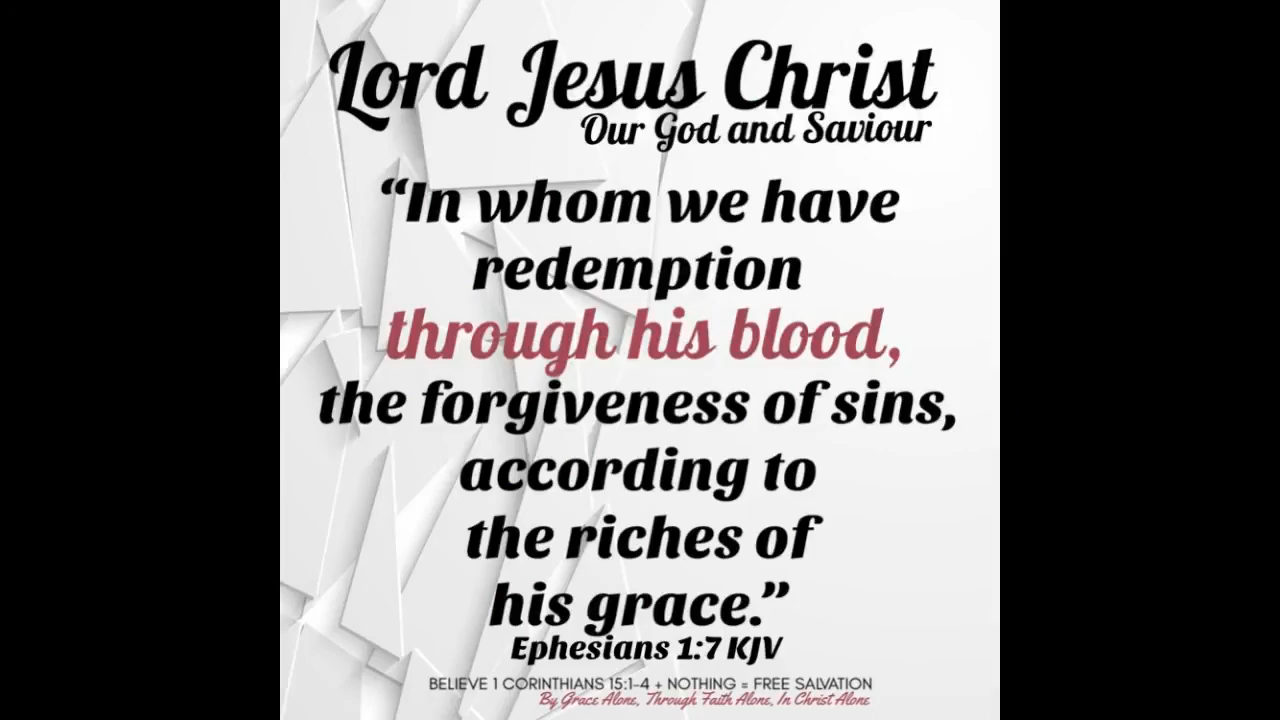 Lord Jesus Christ
Our God and Saviour
“In whom we have
redemption
through his blood,
the forgiveness of sins,
according to
the riches of
his grace.”
Ephesians 1:7 KJV
BELIEVE 1 CORINTHIANS 15:1-4 + NOTHING = FREE SALVATION
By Grace Alone, Through Faith Alone, In Christ Alone